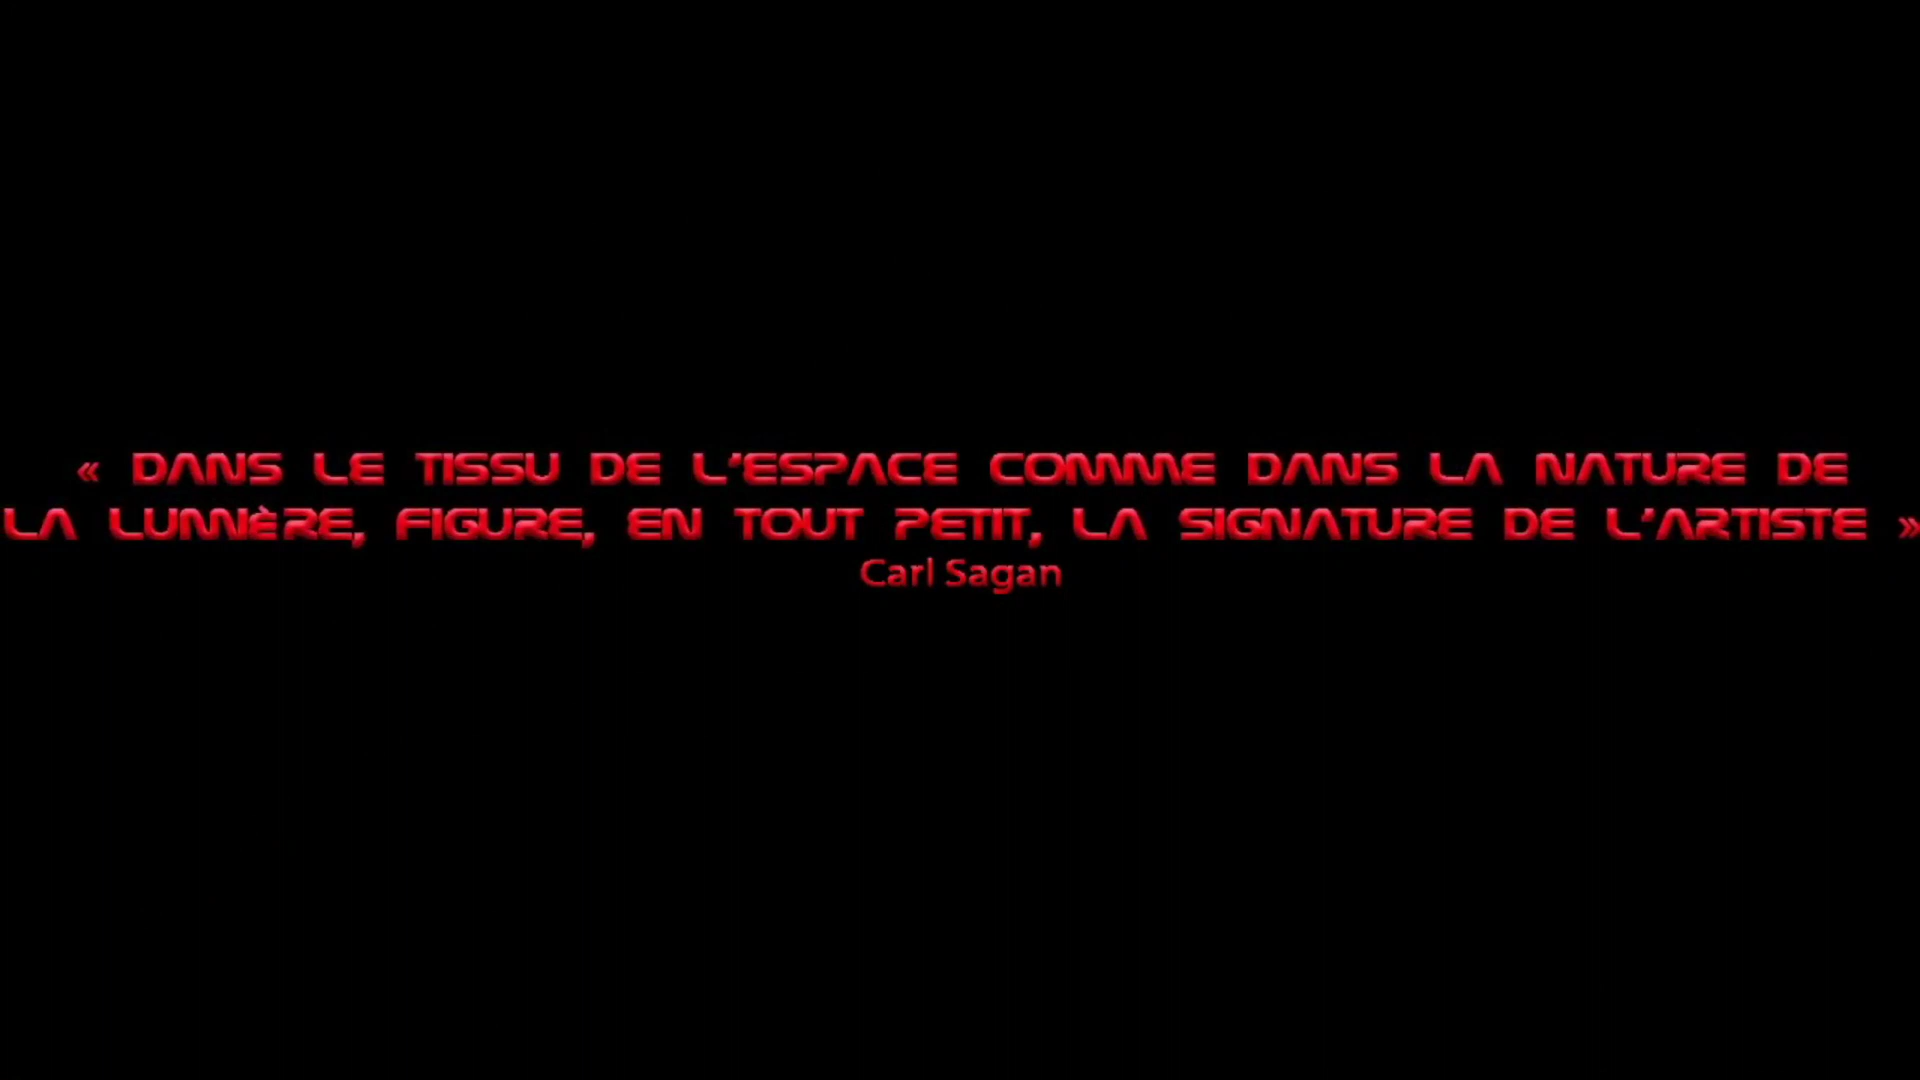 « DANS LE TISSU DE L'ESPACE COMME DANS LA NATURE DE
LA LUMIÈRE, FIGURE, EN TOUT PETIT, LA SIGNATURE DE L'ARTISTE »
Carl Sagan